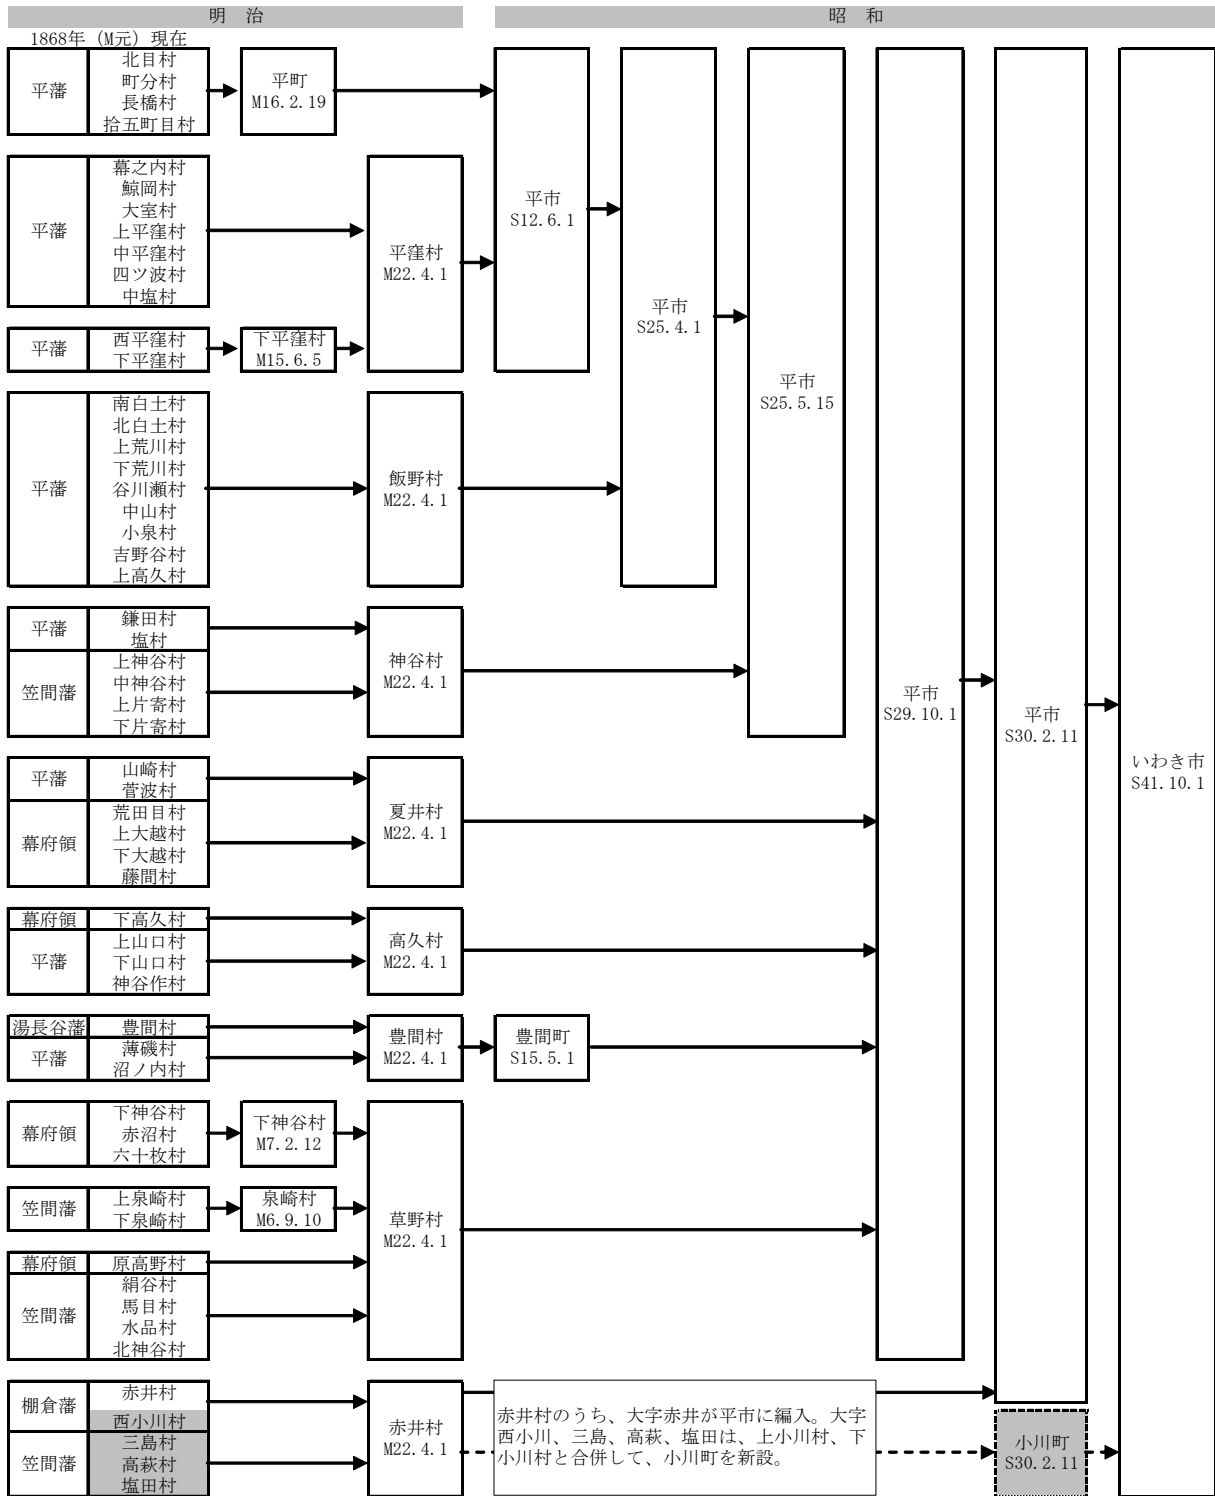 明　治
昭　和
1868年（M元）現在
平藩
北目村
町分村
長橋村
拾五町目村
平町
M16.2.19
平藩
幕之内村
鯨岡村
大室村
上平窪村
中平窪村
四ツ波村
中塩村
平藩
西平窪村
下平窪村
下平窪村
M15.6.5
平窪村
M22.4.1
平市
S12.6.1
平藩
南白土村
北白土村
上荒川村
下荒川村
谷川瀬村
中山村
小泉村
吉野谷村
上高久村
飯野村
M22.4.1
平市
S25.4.1
平藩
鎌田村
塩村
笠間藩
上神谷村
中神谷村
上片寄村
下片寄村
神谷村
M22.4.1
平市
S25.5.15
平藩
山崎村
菅波村
幕府領
荒田目村
上大越村
下大越村
藤間村
夏井村
M22.4.1
幕府領
下高久村
平藩
上山口村
下山口村
神谷作村
高久村
M22.4.1
湯長谷藩
豊間村
平藩
薄磯村
沼ノ内村
豊間村
M22.4.1
豊間町
S15.5.1
幕府領
下神谷村
赤沼村
六十枚村
下神谷村
M7.2.12
笠間藩
上泉崎村
下泉崎村
泉崎村
M6.9.10
幕府領
原高野村
笠間藩
絹谷村
馬目村
水品村
北神谷村
草野村
M22.4.1
平市
S29.10.1
棚倉藩
赤井村
西小川村
笠間藩
三島村
高萩村
塩田村
赤井村
M22.4.1
赤井村のうち、大字赤井が平市に編入。大字
西小川、三島、高萩、塩田は、上小川村、下
小川村と合併して、小川町を新設。
平市
S30.2.11
小川町
S30.2.11
いわき市
S41.10.1